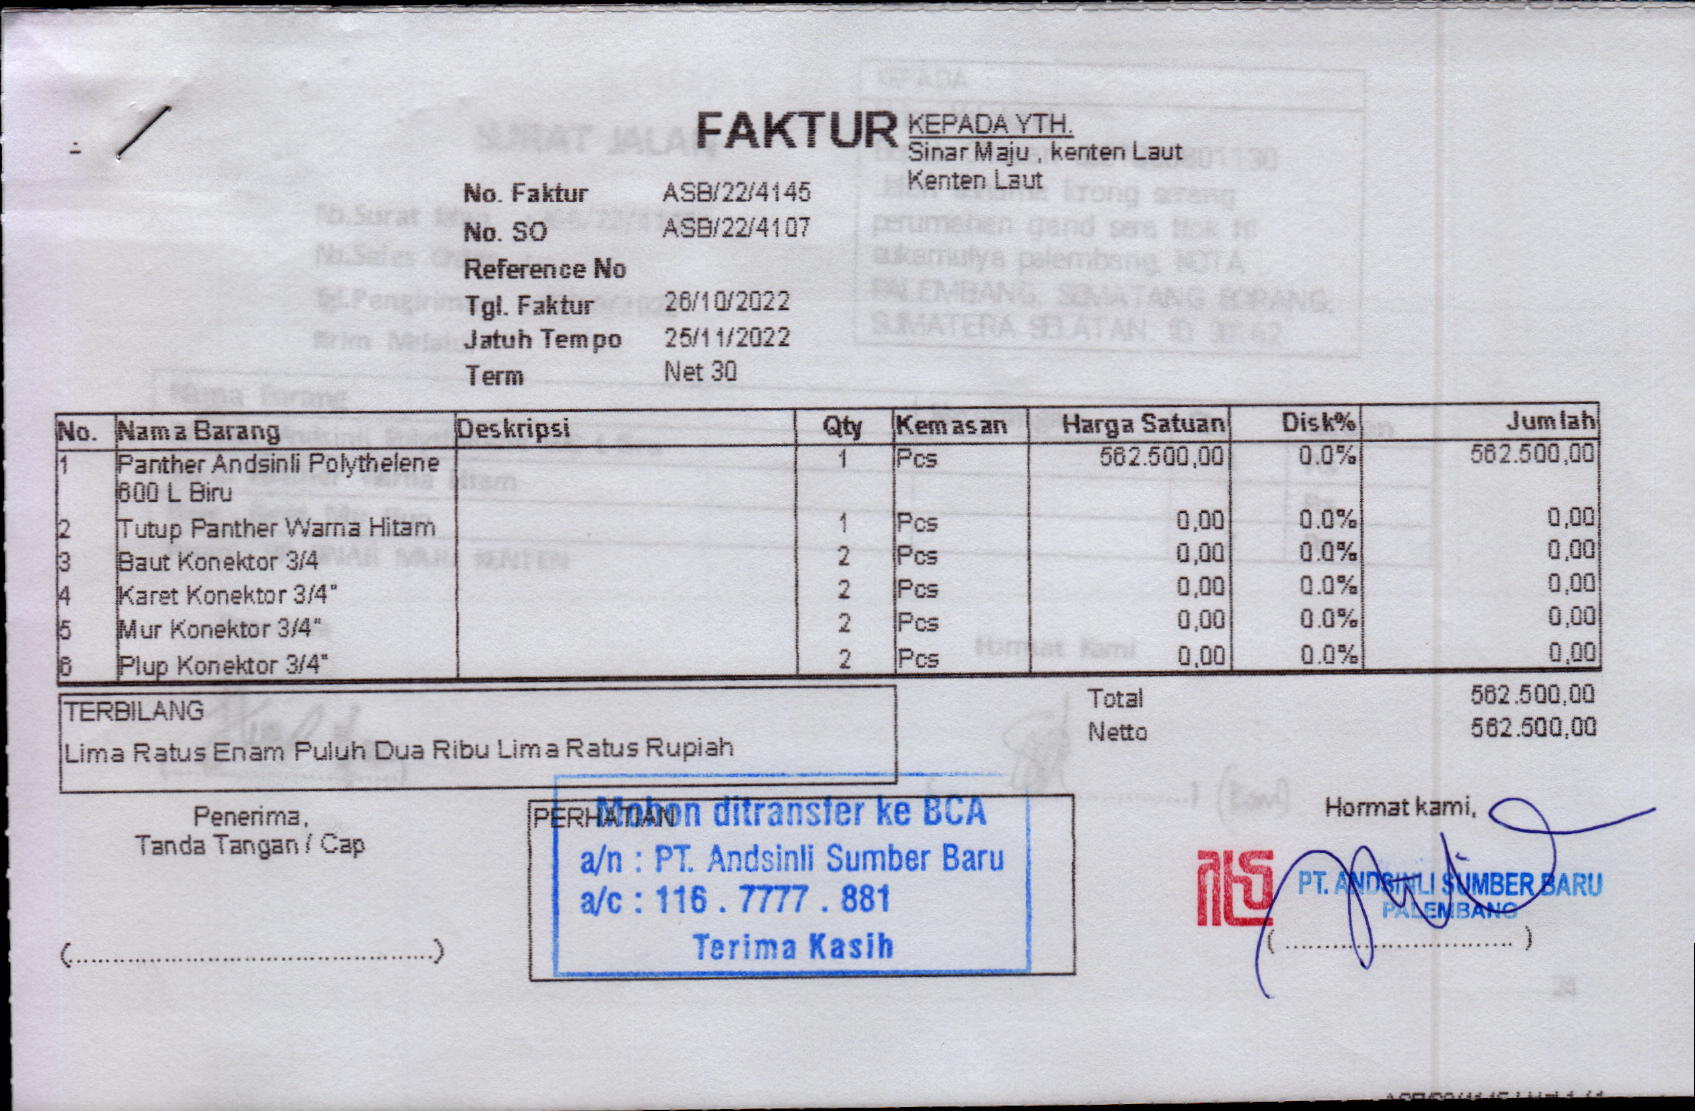 FAKTUR
KEPADA YTH.
Sinar Maju , kenten Laut
Kenten Laut
No. Faktur ASB/22/4145
No. SO ASB/22/4107
Reference No
Tgl. Faktur 26/10/2022
Jatuh Tempo 25/11/2022
Term Net 30
No. Nama Barang Deskripsi Qty Kemasan Harga Satuan Disk% Jumlah
1 Panther Andsinli Polythelene 1 Pcs 562.500,00 0.0% 562.500,00
600 L Biru
2 Tutup Panther Warna Hitam 1 Pcs 0,00 0.0% 0,00
3 Baut Konektor 3/4 2 Pcs 0,00 0.0% 0,00
4 Karet Konektor 3/4" 2 Pcs 0,00 0.0% 0,00
5 Mur Konektor 3/4" 2 Pcs 0,00 0.0% 0,00
6 Plup Konektor 3/4" 2 Pcs 0,00 0.0% 0,00
TERBILANG
Lima Ratus Enam Puluh Dua Ribu Lima Ratus Rupiah
Total 562.500,00
Netto 562.500,00
Penerima,
Tanda Tangan / Cap
(................................................)
PERHATIAN
Mohon ditransfer ke BCA
a/n : PT. Andsinli Sumber Baru
a/c : 116 . 7777 . 881
Terima Kasih
Hormat kami,
PT. ANDSINLI SUMBER BARU
PALEMBANG
( ............................... )